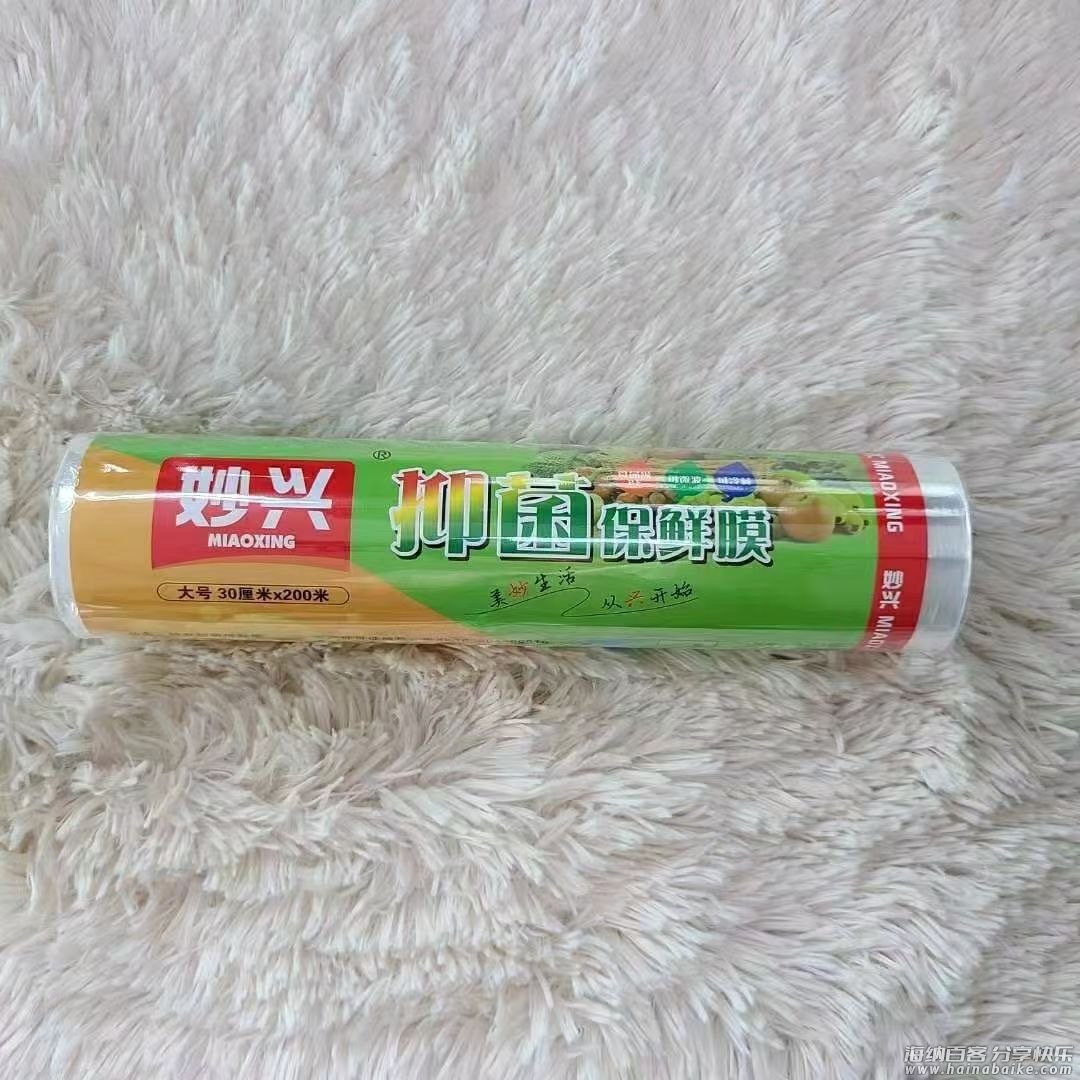 妙兴
MIAOXING
®
大号 30厘米x200米
抑菌保鲜膜
美妙生活
从兴开始
MIAOXING
妙兴 MIAO
海纳百客 分享快乐
www.hainabaike.com